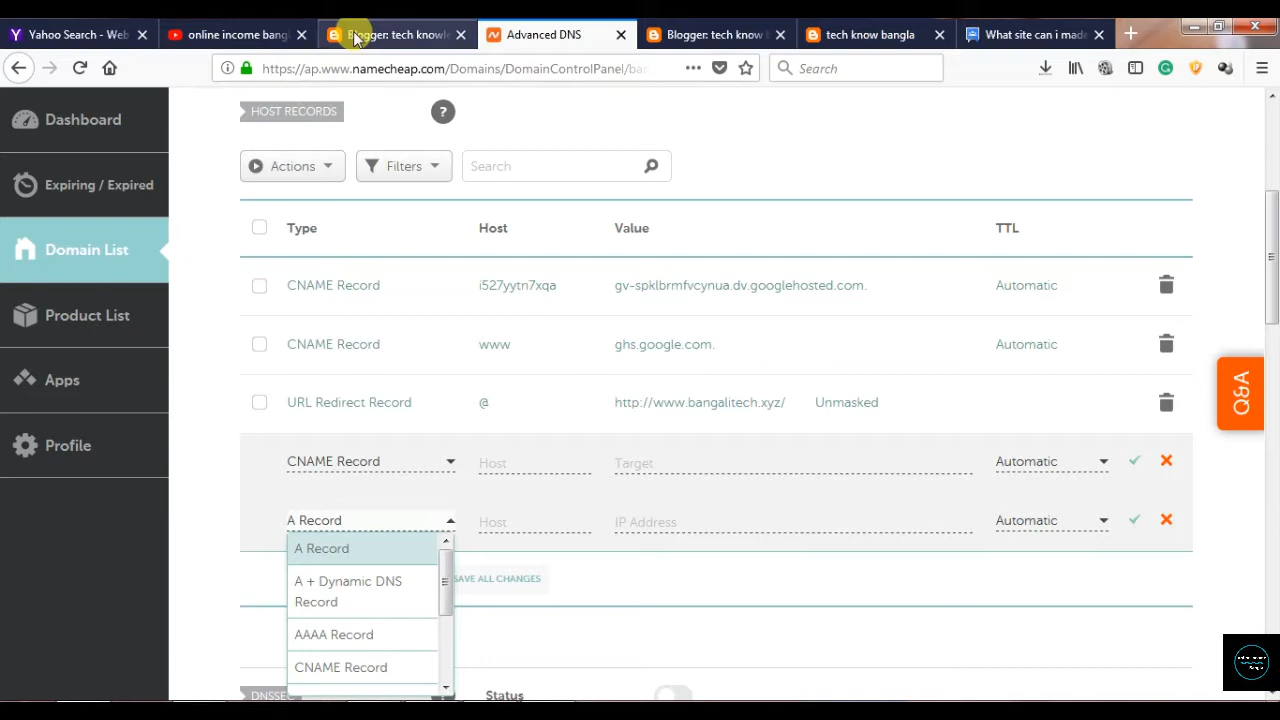 Yahoo Search - Web
online income bang
Blogger: tech knowle
Advanced DNS
Blogger: tech know b
tech know bangla
What site can i made
https://ap.www.namecheap.com/Domains/DomainControlPanel/ban
Search
Dashboard
Expiring / Expired
Domain List
Product List
Apps
Profile
HOST RECORDS
?
Actions
Filters
Search
Type Host Value TTL
CNAME Record i527yytn7xqa gv-spklbrmfvcynua.dv.googlehosted.com. Automatic
CNAME Record www ghs.google.com. Automatic
URL Redirect Record @ http://www.bangalitech.xyz/ Unmasked
CNAME Record Host Target Automatic
A Record Host IP Address Automatic
A Record
A + Dynamic DNS
Record
AAAA Record
CNAME Record
SAVE ALL CHANGES
DNSSEC
Status
Q&A